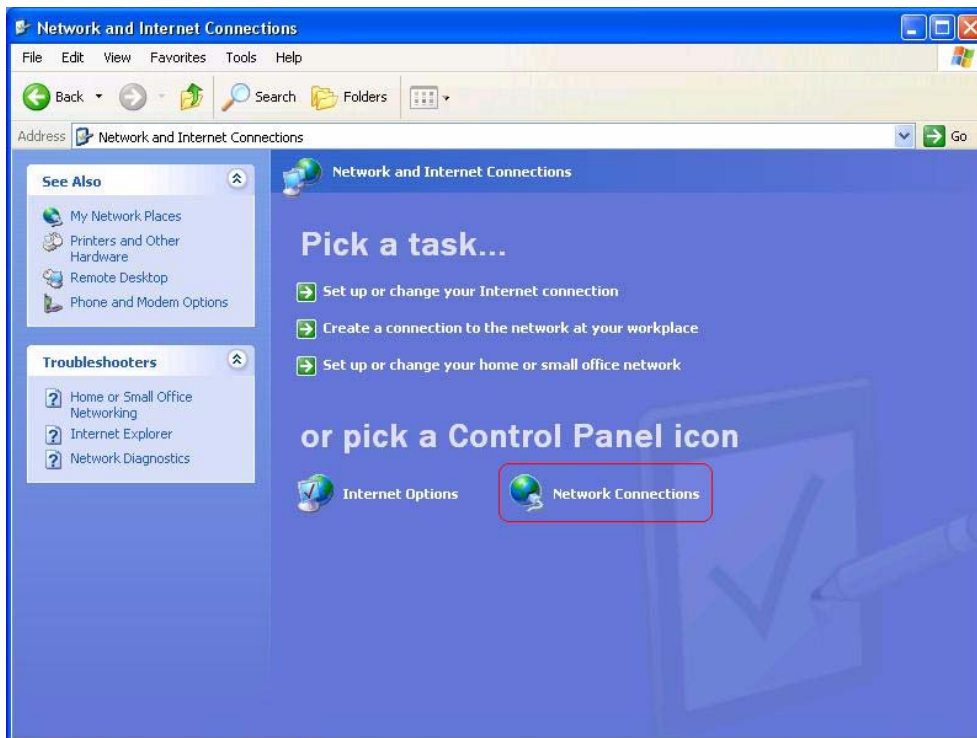 Network and Internet Connections
File Edit View Favorites Tools Help
Back Search Folders
Address Network and Internet Connections Go
See Also
My Network Places
Printers and Other
Hardware
Remote Desktop
Phone and Modem Options
Troubleshooters
Home or Small Office
Networking
Internet Explorer
Network Diagnostics
Network and Internet Connections
Pick a task...
Set up or change your Internet connection
Create a connection to the network at your workplace
Set up or change your home or small office network
or pick a Control Panel icon
Internet Options
Network Connections